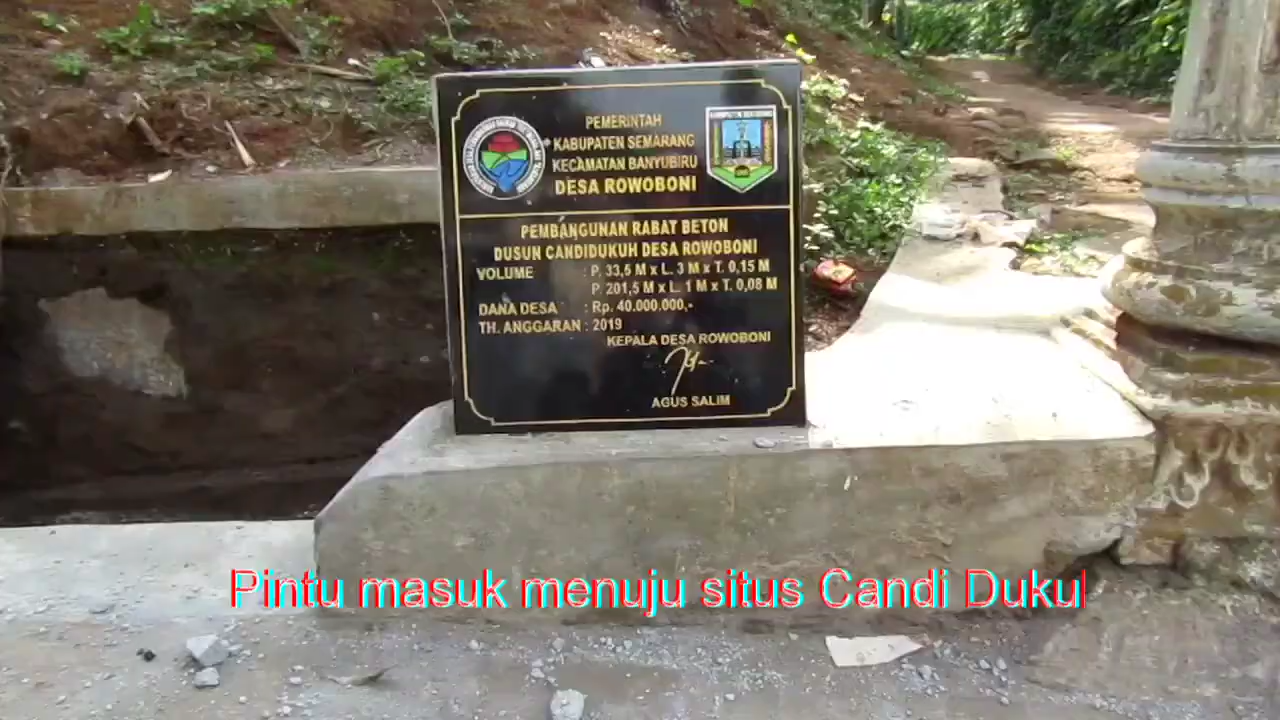 PEMERINTAH
KABUPATEN SEMARANG
KECAMATAN BANYUBIRU
DESA ROWOBONI
PEMBANGUNAN RABAT BETON
DUSUN CANDIDUKUH DESA ROWOBONI
VOLUME : P. 33,5 M x L. 3 M x T. 0,15 M
P. 201,5 M x L. 1 M x T. 0,08 M
DANA DESA : Rp. 40.000.000,-
TH. ANGGARAN : 2019
KEPALA DESA ROWOBONI
AGUS SALIM
Pintu masuk menuju situs Candi Dukul